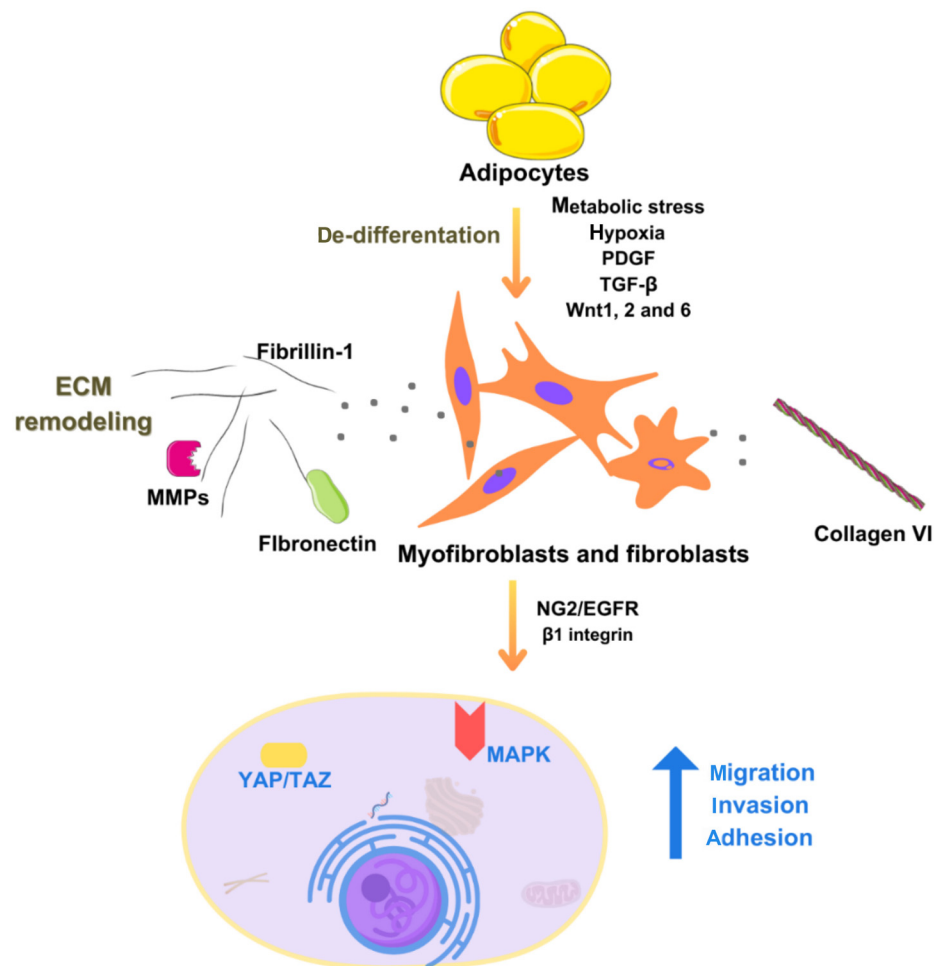 Adipocytes
De-differentation
Metabolic stress
Hypoxia
PDGF
TGF-β
Wnt1, 2 and 6
Fibrillin-1
ECM
remodeling
MMPs
FIbronectin
Myofibroblasts and fibroblasts
Collagen VI
NG2/EGFR
β1 integrin
YAP/TAZ
MAPK
Migration
Invasion
Adhesion